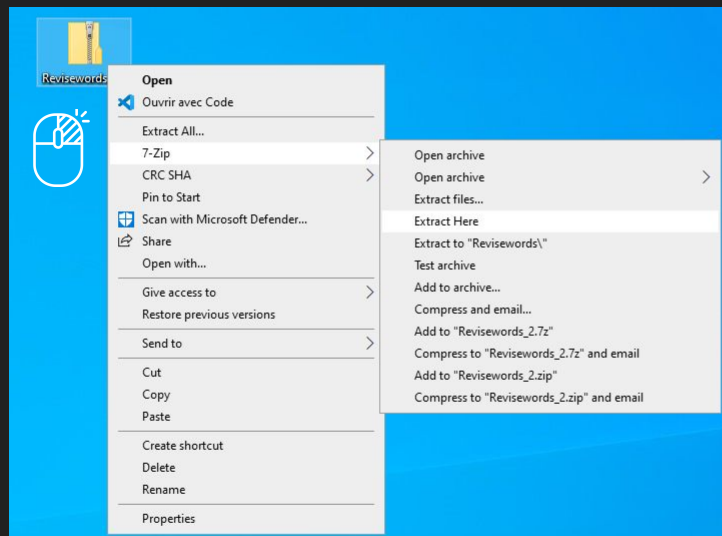 Revisewords
Open
Ouvrir avec Code
Extract All...
7-Zip
CRC SHA
Pin to Start
Scan with Microsoft Defender...
Share
Open with...
Give access to
Restore previous versions
Send to
Cut
Copy
Paste
Create shortcut
Delete
Rename
Properties
Open archive
Open archive
Extract files...
Extract Here
Extract to "Revisewords\"
Test archive
Add to archive...
Compress and email...
Add to "Revisewords_2.7z"
Compress to "Revisewords_2.7z" and email
Add to "Revisewords_2.zip"
Compress to "Revisewords_2.zip" and email